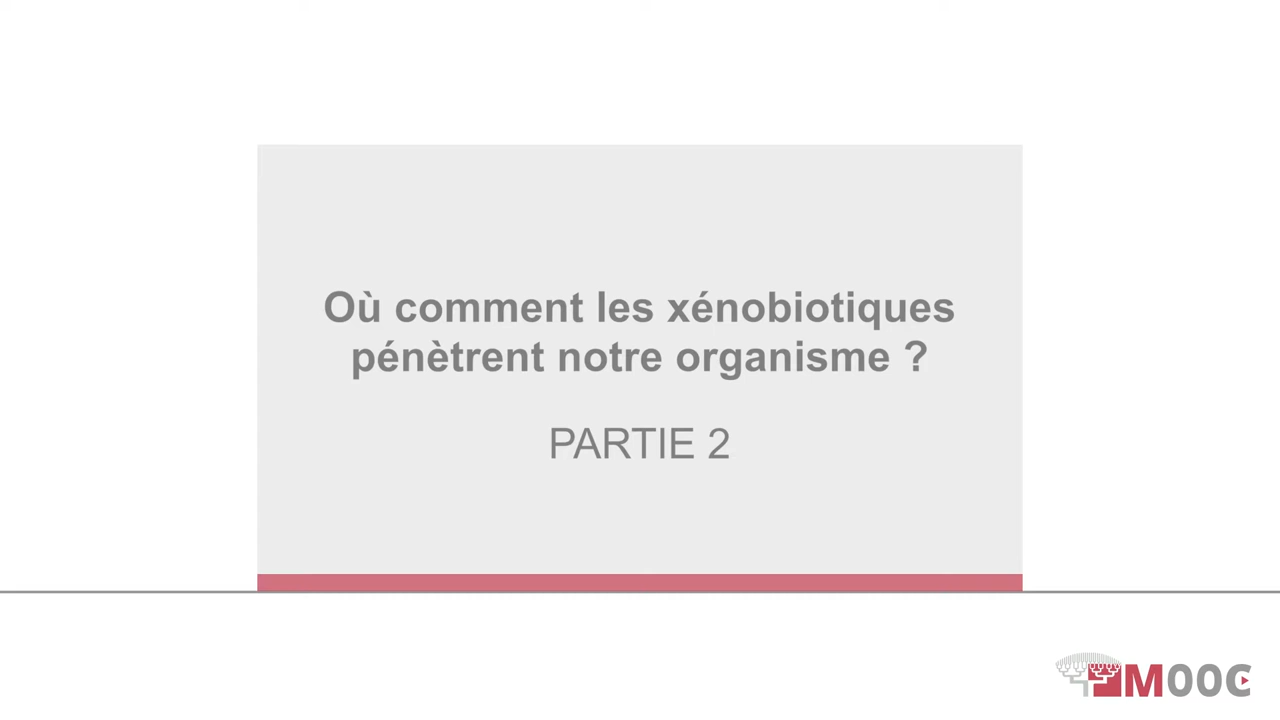 Où comment les xénobiotiques
pénètrent notre organisme ?
PARTIE 2
MOOC